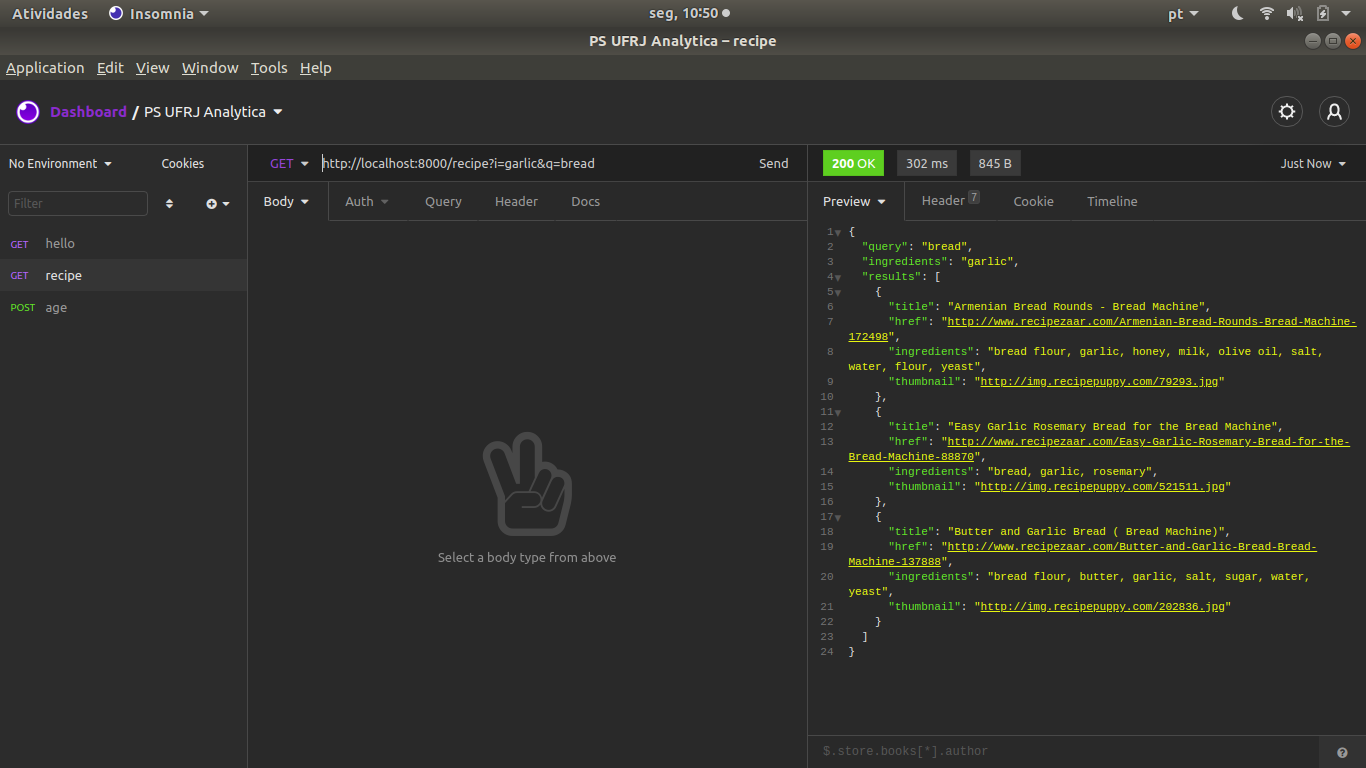 Atividades Insomnia seg, 10:50 pt
PS UFRJ Analytica – recipe
Application Edit View Window Tools Help
Dashboard / PS UFRJ Analytica
No Environment Cookies
GET http://localhost:8000/recipe?i=garlic&q=bread Send
200 OK 302 ms 845 B Just Now
Filter
GET hello
GET recipe
POST age
Body Auth Query Header Docs
Select a body type from above
Preview Header 7 Cookie Timeline
1 {
2 "query": "bread",
3 "ingredients": "garlic",
4 "results": [
5 {
6 "title": "Armenian Bread Rounds - Bread Machine",
7 "href": "http://www.recipezaar.com/Armenian-Bread-Rounds-Bread-Machine-
172498",
8 "ingredients": "bread flour, garlic, honey, milk, olive oil, salt,
water, flour, yeast",
9 "thumbnail": "http://img.recipepuppy.com/79293.jpg"
10 },
11 {
12 "title": "Easy Garlic Rosemary Bread for the Bread Machine",
13 "href": "http://www.recipezaar.com/Easy-Garlic-Rosemary-Bread-for-the-
Bread-Machine-88870",
14 "ingredients": "bread, garlic, rosemary",
15 "thumbnail": "http://img.recipepuppy.com/521511.jpg"
16 },
17 {
18 "title": "Butter and Garlic Bread ( Bread Machine)",
19 "href": "http://www.recipezaar.com/Butter-and-Garlic-Bread-Bread-
Machine-137888",
20 "ingredients": "bread flour, butter, garlic, salt, sugar, water,
yeast",
21 "thumbnail": "http://img.recipepuppy.com/202836.jpg"
22 }
23 ]
24 }
$.store.books[*].author